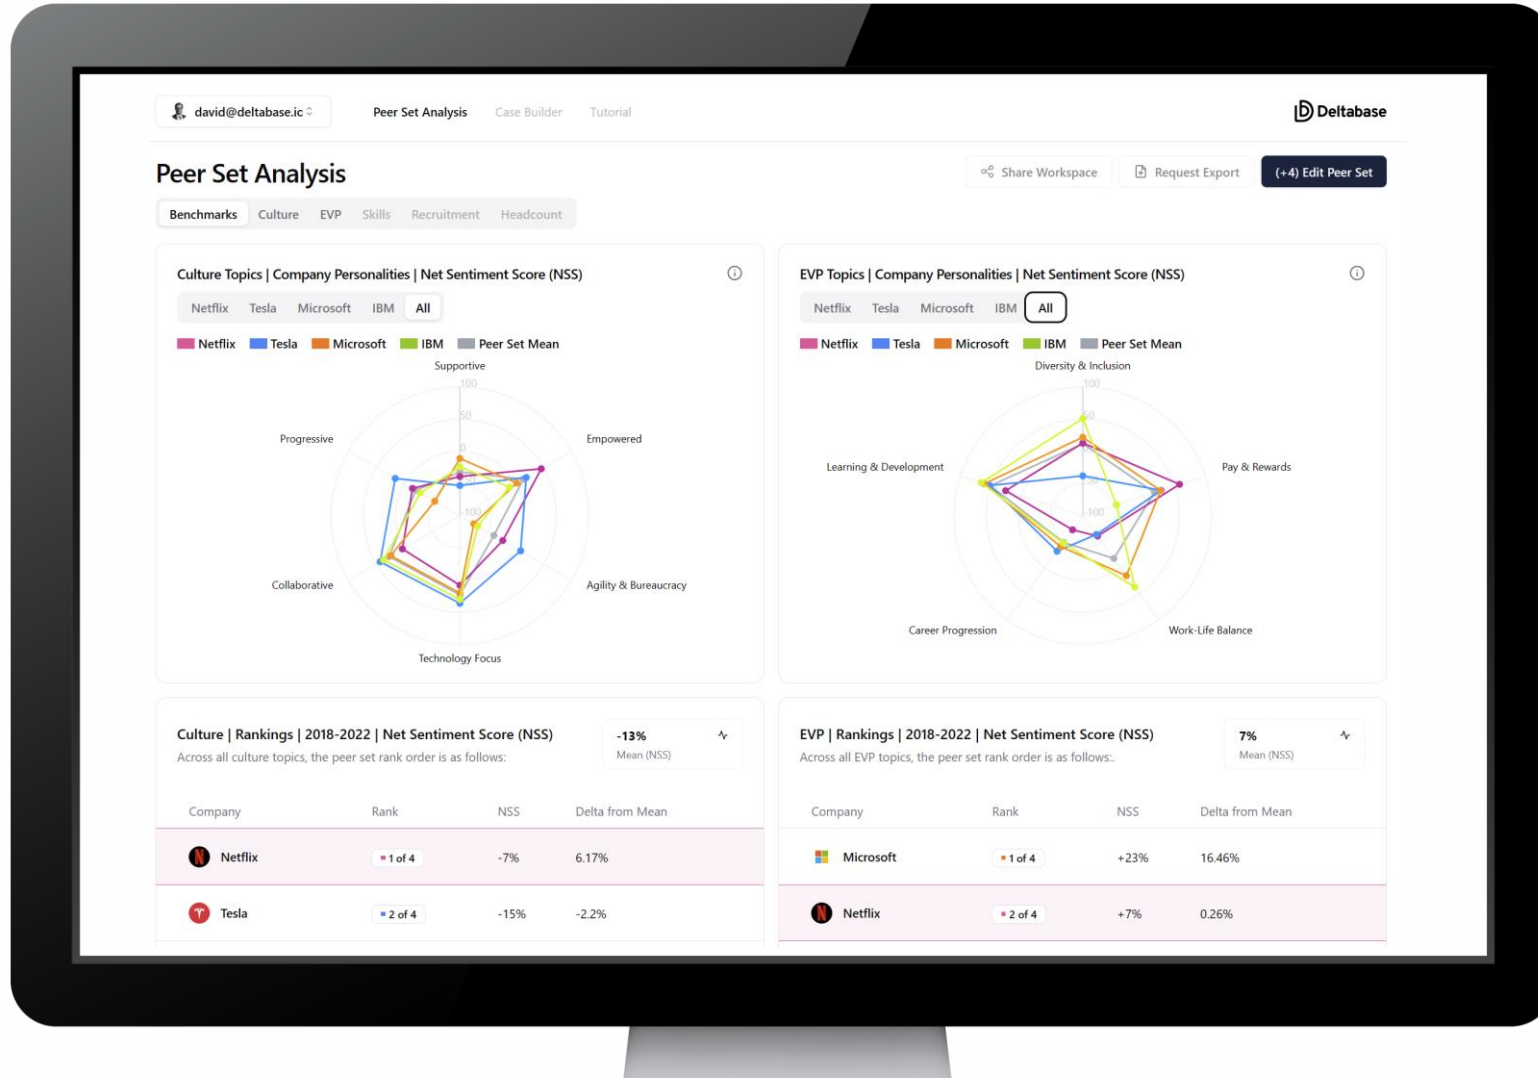 david@deltabase.ic
Peer Set Analysis
Case Builder
Tutorial
Deltabase
Peer Set Analysis
Share Workspace
Request Export
(+4) Edit Peer Set
Benchmarks Culture EVP Skills Recruitment Headcount
Culture Topics | Company Personalities | Net Sentiment Score (NSS)
Netflix Tesla Microsoft IBM All
Netflix Tesla Microsoft IBM Peer Set Mean
Supportive
100
50
0
-100
Progressive
Empowered
Collaborative
Agility & Bureaucracy
Technology Focus
EVP Topics | Company Personalities | Net Sentiment Score (NSS)
Netflix Tesla Microsoft IBM All
Netflix Tesla Microsoft IBM Peer Set Mean
Diversity & Inclusion
100
-100
Learning & Development
Pay & Rewards
Career Progression
Work-Life Balance
Culture | Rankings | 2018-2022 | Net Sentiment Score (NSS)
Across all culture topics, the peer set rank order is as follows:
-13%
Mean (NSS)
Company Rank NSS Delta from Mean
Netflix 1 of 4 -7% 6.17%
Tesla 2 of 4 -15% -2.2%
EVP | Rankings | 2018-2022 | Net Sentiment Score (NSS)
Across all EVP topics, the peer set rank order is as follows:.
7%
Mean (NSS)
Company Rank NSS Delta from Mean
Microsoft 1 of 4 +23% 16.46%
Netflix 2 of 4 +7% 0.26%